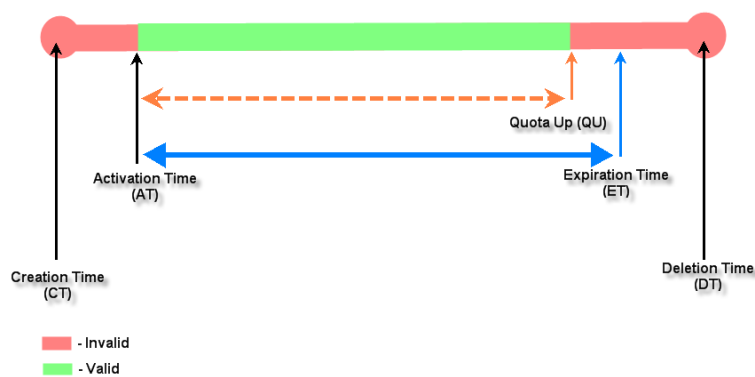 Quota Up (QU)
Activation Time
(AT)
Expiration Time
(ET)
Creation Time
(CT)
Deletion Time
(DT)
- Invalid
- Valid